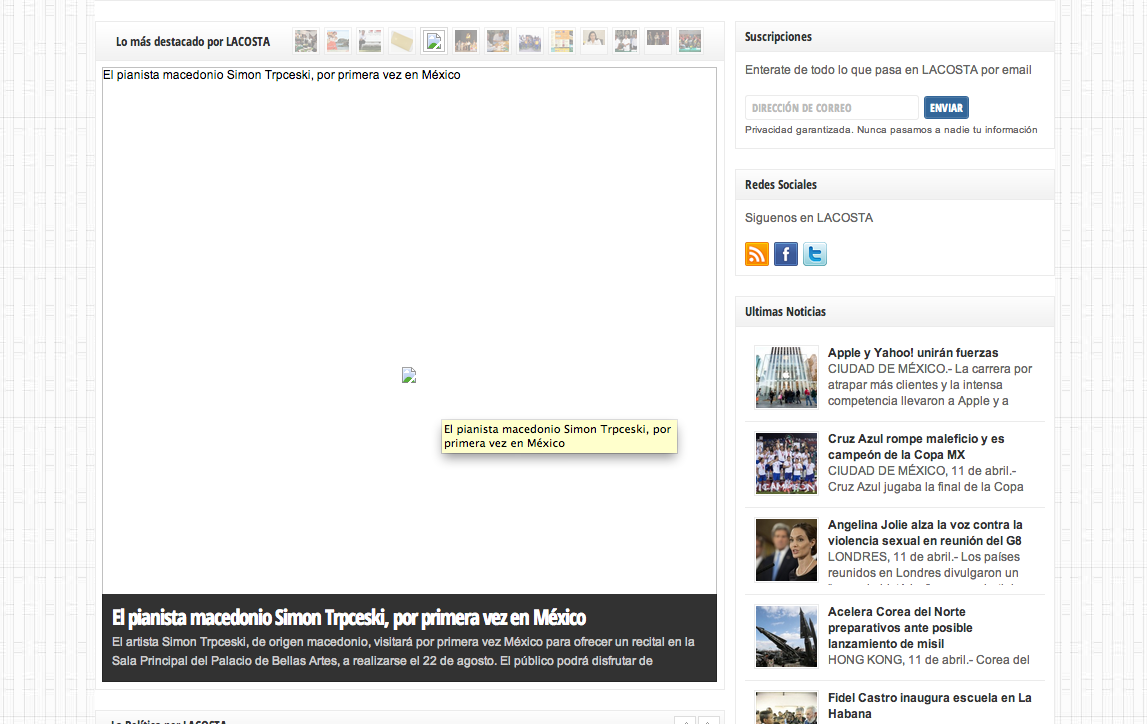 Lo más destacado por LACOSTA
El pianista macedonio Simon Trpceski, por primera vez en México
El pianista macedonio Simon Trpceski, por
primera vez en México
El pianista macedonio Simon Trpceski, por primera vez en México
El artista Simon Trpceski, de origen macedonio, visitará por primera vez México para ofrecer un recital en la
Sala Principal del Palacio de Bellas Artes, a realizarse el 22 de agosto. El público podrá disfrutar de
La Política por LACOSTA
Suscripciones
Enterate de todo lo que pasa en LACOSTA por email
DIRECCIÓN DE CORREO
ENVIAR
Privacidad garantizada. Nunca pasamos a nadie tu información
Redes Sociales
Siguenos en LACOSTA
Ultimas Noticias
Apple y Yahoo! unirán fuerzas
CIUDAD DE MÉXICO.- La carrera por
atrapar más clientes y la intensa
competencia llevaron a Apple y a
Cruz Azul rompe maleficio y es
campeón de la Copa MX
CIUDAD DE MÉXICO, 11 de abril.-
Cruz Azul jugaba la final de la Copa
Angelina Jolie alza la voz contra la
violencia sexual en reunión del G8
LONDRES, 11 de abril.- Los países
reunidos en Londres divulgaron un
Acelera Corea del Norte
preparativos ante posible
lanzamiento de misil
HONG KONG, 11 de abril.- Corea del
Fidel Castro inaugura escuela en La
Habana